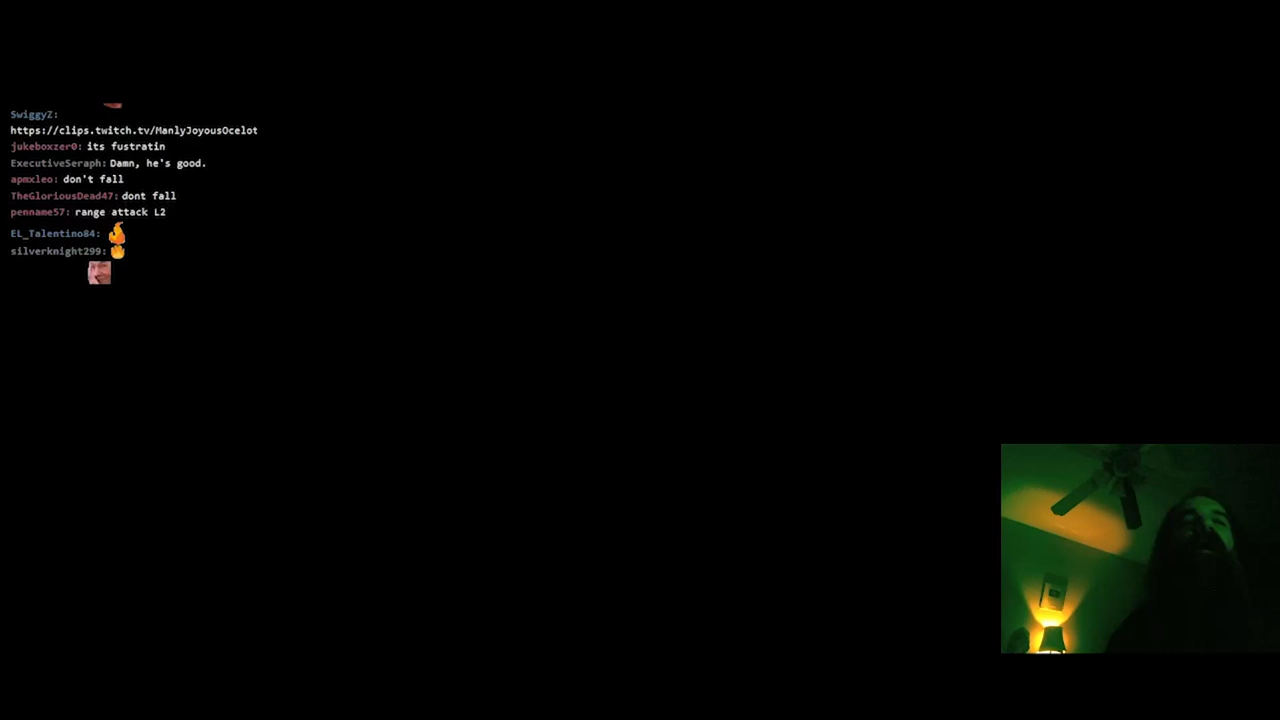 SwiggyZ:
https://clips.twitch.tv/ManlyJoyousOcelot
jukeboxzer0: its fustratin
ExecutiveSeraph: Damn, he's good.
apmxleo: don't fall
TheGloriousDead47: dont fall
penname57: range attack L2
EL_Talentino84:
silverknight299: